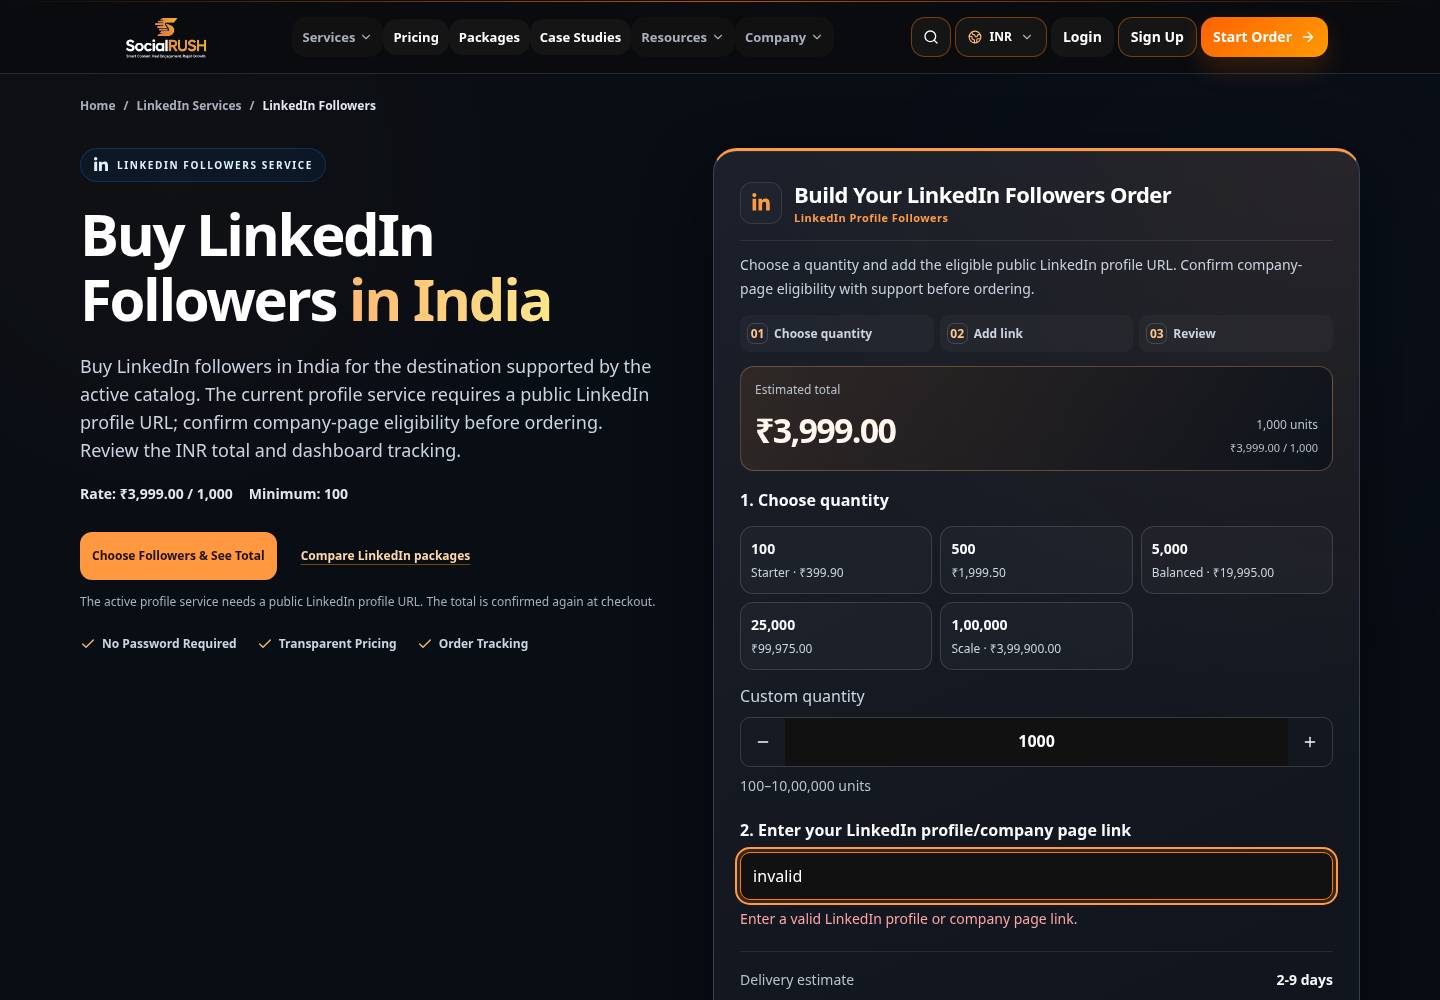 SocialRUSH
Smart Content. Real Engagement. Rapid Growth.
Services
Pricing
Packages
Case Studies
Resources
Company
INR
Login
Sign Up
Start Order
Home / LinkedIn Services / LinkedIn Followers
LINKEDIN FOLLOWERS SERVICE
Buy LinkedIn
Followers in India
Buy LinkedIn followers in India for the destination supported by the
active catalog. The current profile service requires a public LinkedIn
profile URL; confirm company-page eligibility before ordering.
Review the INR total and dashboard tracking.
Rate: ₹3,999.00 / 1,000 Minimum: 100
Choose Followers & See Total
Compare LinkedIn packages
The active profile service needs a public LinkedIn profile URL. The total is confirmed again at checkout.
No Password Required
Transparent Pricing
Order Tracking
Build Your LinkedIn Followers Order
LinkedIn Profile Followers
Choose a quantity and add the eligible public LinkedIn profile URL. Confirm company-
page eligibility with support before ordering.
01 Choose quantity
02 Add link
03 Review
Estimated total
₹3,999.00
1,000 units
₹3,999.00 / 1,000
1. Choose quantity
100
Starter · ₹399.90
500
₹1,999.50
5,000
Balanced · ₹19,995.00
25,000
₹99,975.00
1,00,000
Scale · ₹3,99,900.00
Custom quantity
− 1000 +
100–10,00,000 units
2. Enter your LinkedIn profile/company page link
invalid
Enter a valid LinkedIn profile or company page link.
Delivery estimate
2-9 days